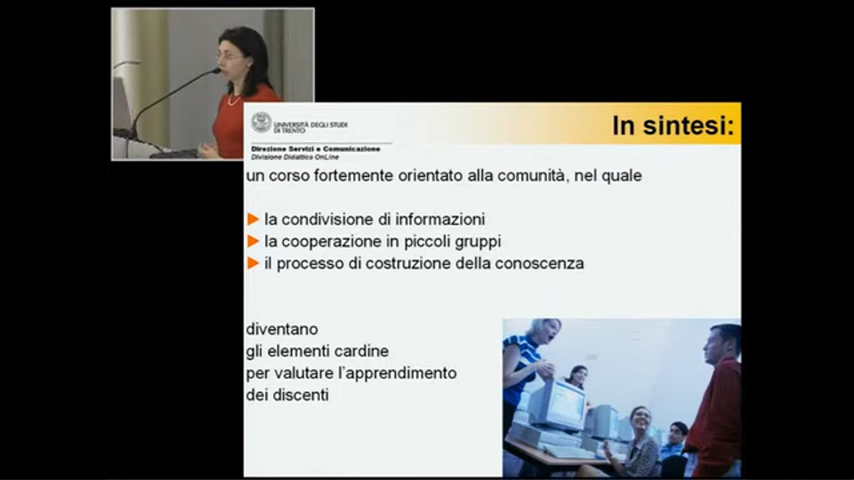 UNIVERSITÀ DEGLI STUDI
DI TRENTO
In sintesi:
Direzione Servizi e Comunicazione
Divisione Didattica OnLine
un corso fortemente orientato alla comunità, nel quale
la condivisione di informazioni
la cooperazione in piccoli gruppi
il processo di costruzione della conoscenza
diventano
gli elementi cardine
per valutare l'apprendimento
dei discenti